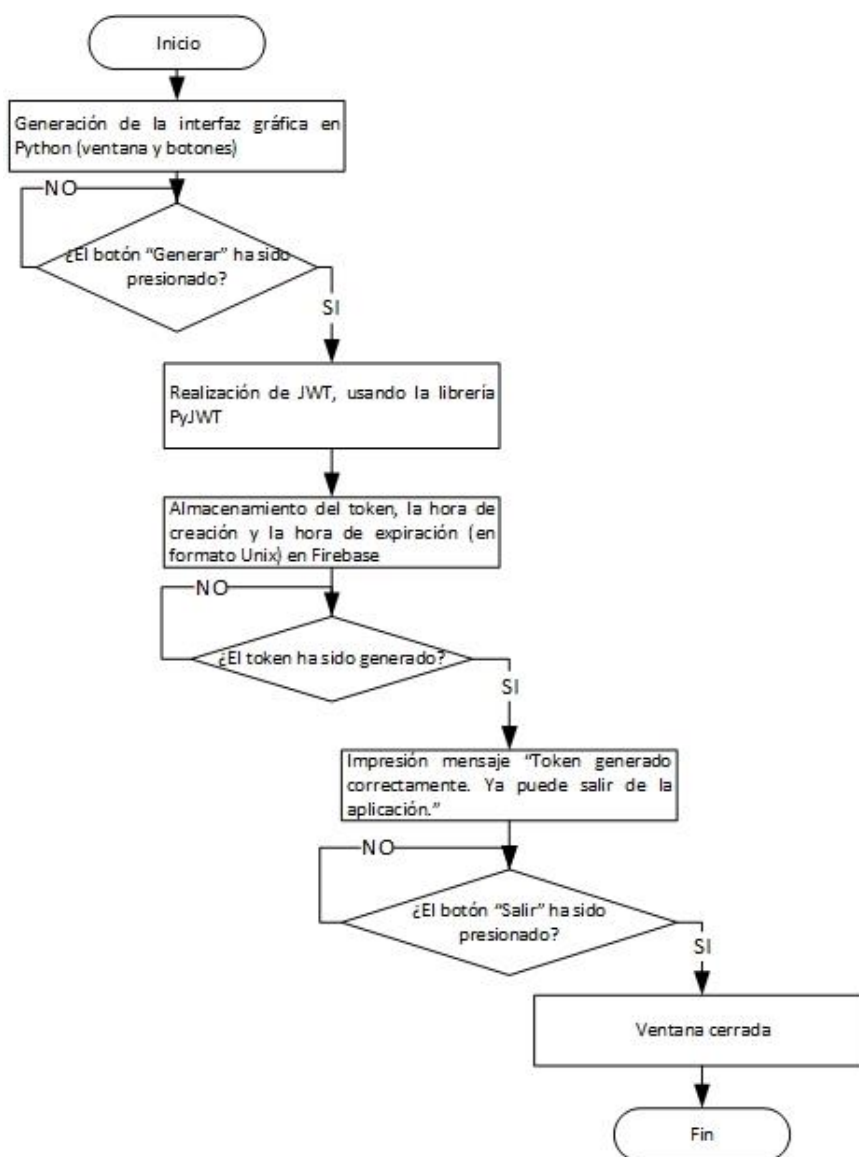 Inicio
Generación de la interfaz gráfica en
Python (ventana y botones)
NO
¿El botón “Generar” ha sido
presionado?
SI
Realización de JWT, usando la librería
PyJWT
Almacenamiento del token, la hora de
creación y la hora de expiración (en
formato Unix) en Firebase
NO
¿El token ha sido generado?
SI
Impresión mensaje “Token generado
correctamente. Ya puede salir de la
aplicación.”
NO
¿El botón “Salir” ha sido
presionado?
SI
Ventana cerrada
Fin